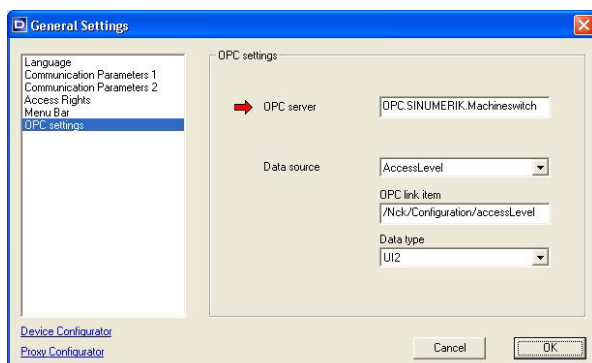 General Settings
Language
Communication Parameters 1
Communication Parameters 2
Access Rights
Menu Bar
OPC settings
OPC settings
OPC server
OPC.SINUMERIK.Machineswitch
Data source
AccessLevel
OPC link item
/Nck/Configuration/accessLevel
Data type
UI2
Device Configurator
Proxy Configurator
Cancel
OK